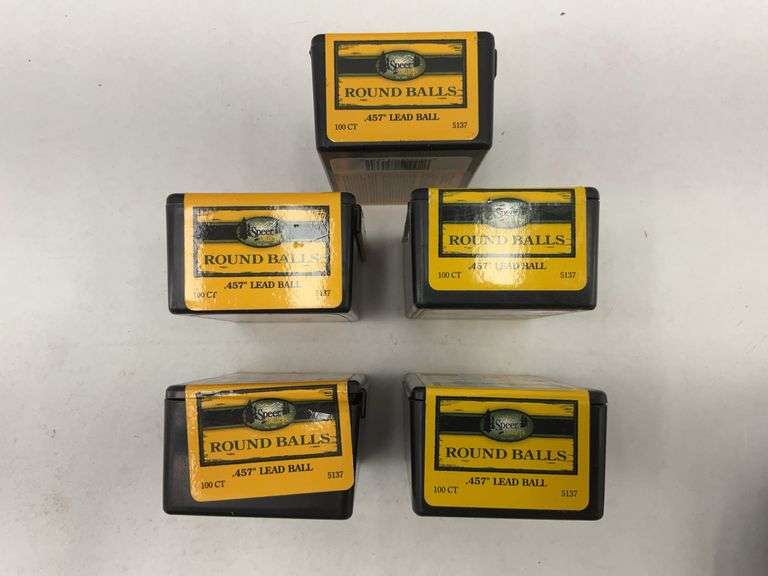 Speer
ROUND BALLS
.457" LEAD BALL
100 CT 5137
Speer
ROUND BALLS
.457" LEAD BALL
100 CT 5137
Speer
ROUND BALLS
.457" LEAD BALL
100 CT 5137
Speer
ROUND BALLS
.457" LEAD BALL
100 CT 5137
Speer
ROUND BALLS
.457" LEAD BALL
100 CT 5137